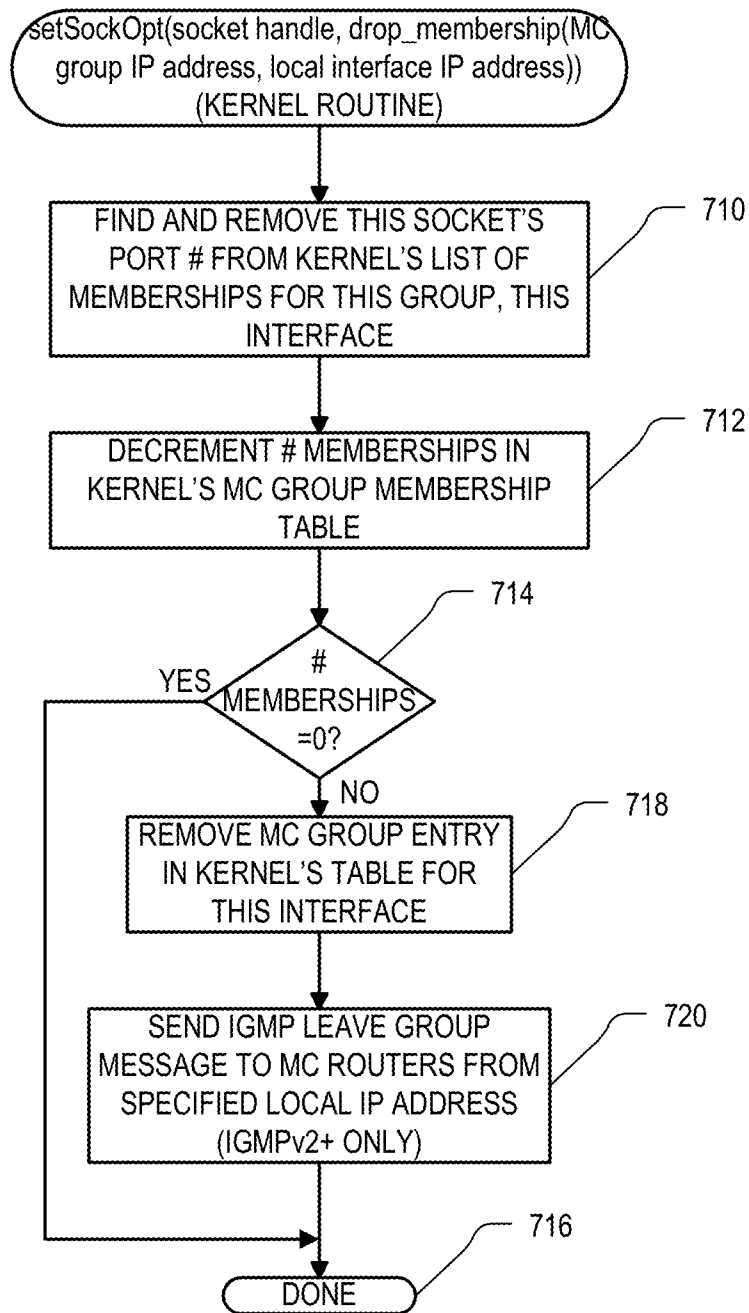 setSockOpt(socket handle, drop_membership(MC
group IP address, local interface IP address))
(KERNEL ROUTINE)
710
FIND AND REMOVE THIS SOCKET'S
PORT # FROM KERNEL'S LIST OF
MEMBERSHIPS FOR THIS GROUP, THIS
INTERFACE
712
DECREMENT # MEMBERSHIPS IN
KERNEL'S MC GROUP MEMBERSHIP
TABLE
714
YES
#
MEMBERSHIPS
=0?
NO
718
REMOVE MC GROUP ENTRY
IN KERNEL'S TABLE FOR
THIS INTERFACE
720
SEND IGMP LEAVE GROUP
MESSAGE TO MC ROUTERS FROM
SPECIFIED LOCAL IP ADDRESS
(IGMPv2+ ONLY)
716
DONE